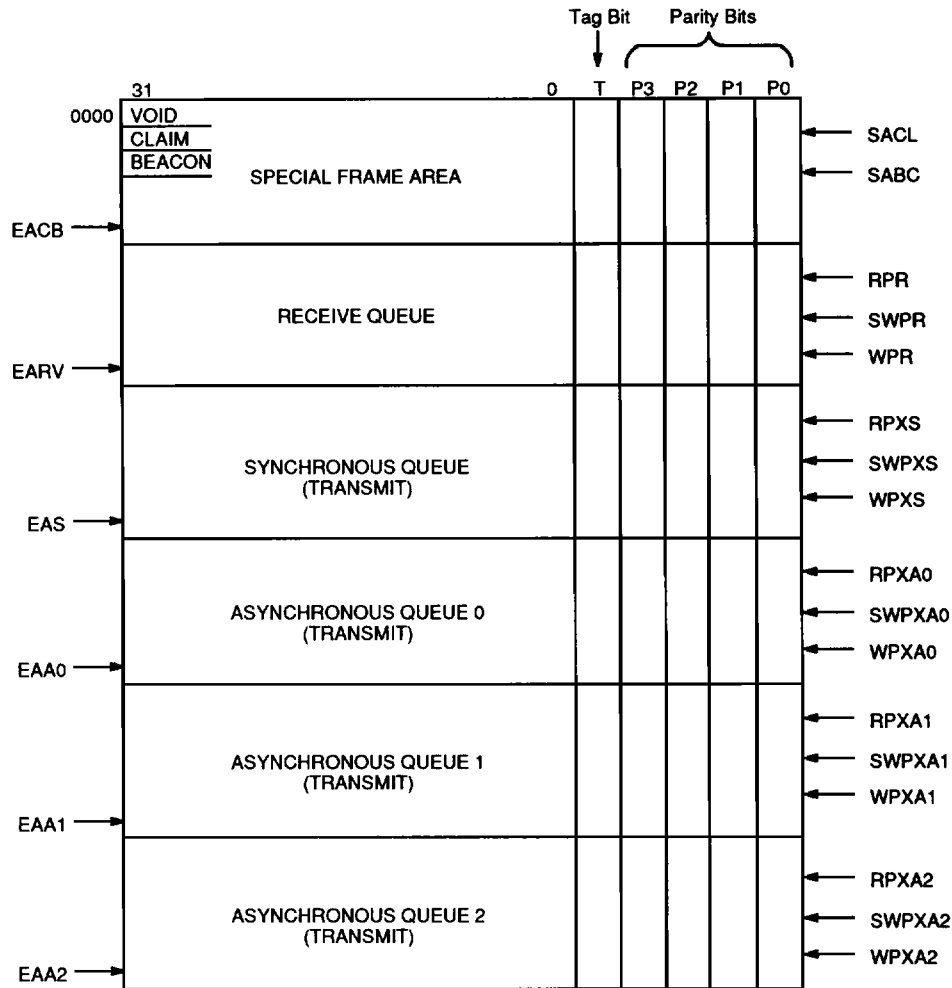 Tag Bit Parity Bits
31 0 T P3 P2 P1 P0
0000 VOID
CLAIM
BEACON
SPECIAL FRAME AREA
SACL
SABC
EACB
RECEIVE QUEUE
RPR
SWPR
WPR
EARV
SYNCHRONOUS QUEUE
(TRANSMIT)
RPXS
SWPXS
WPXS
EAS
ASYNCHRONOUS QUEUE 0
(TRANSMIT)
RPXA0
SWPXA0
WPXA0
EAA0
ASYNCHRONOUS QUEUE 1
(TRANSMIT)
RPXA1
SWPXA1
WPXA1
EAA1
ASYNCHRONOUS QUEUE 2
(TRANSMIT)
RPXA2
SWPXA2
WPXA2
EAA2